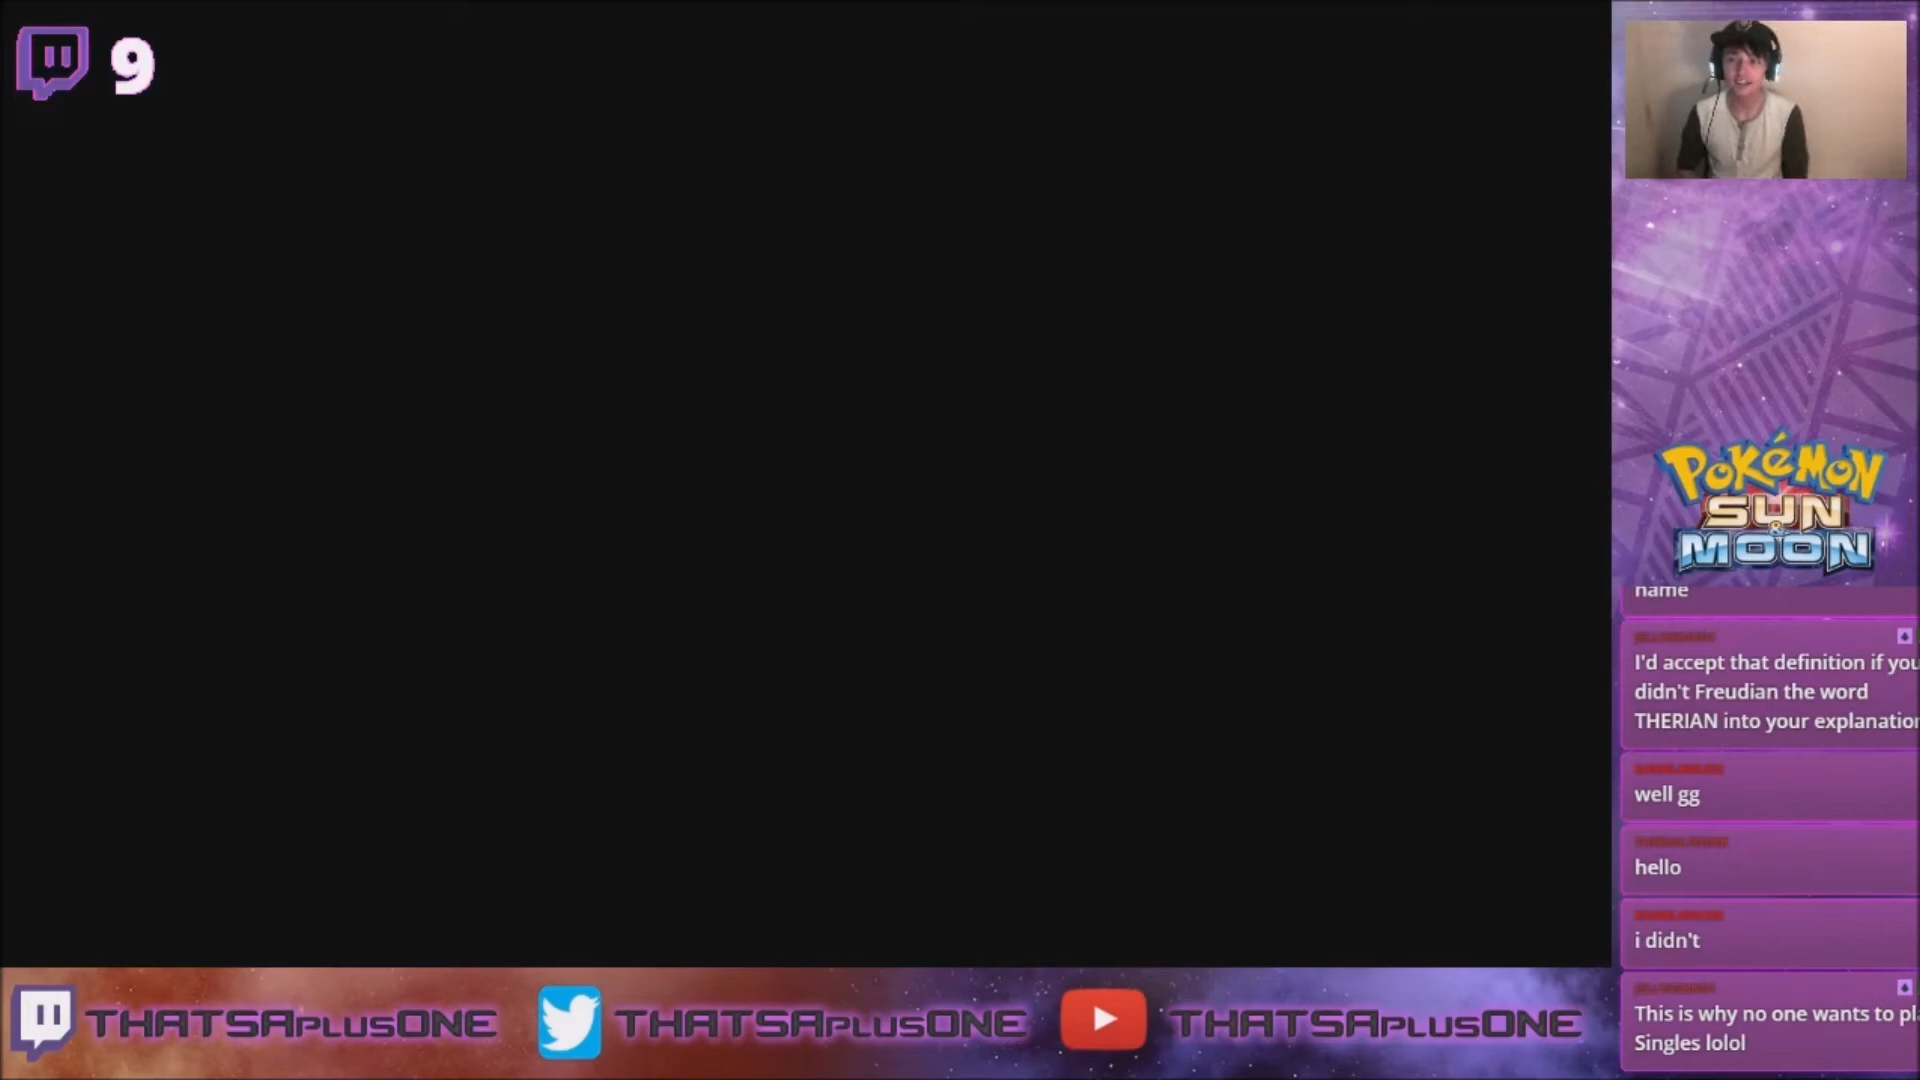 9
POKéMON
SUN
&
MOON
name
I'd accept that definition if you
didn't Freudian the word
THERIAN into your explanation
well gg
hello
i didn't
This is why no one wants to pl
Singles lolol
THATSAPLUSONE
THATSAPLUSONE
THATSAPLUSONE